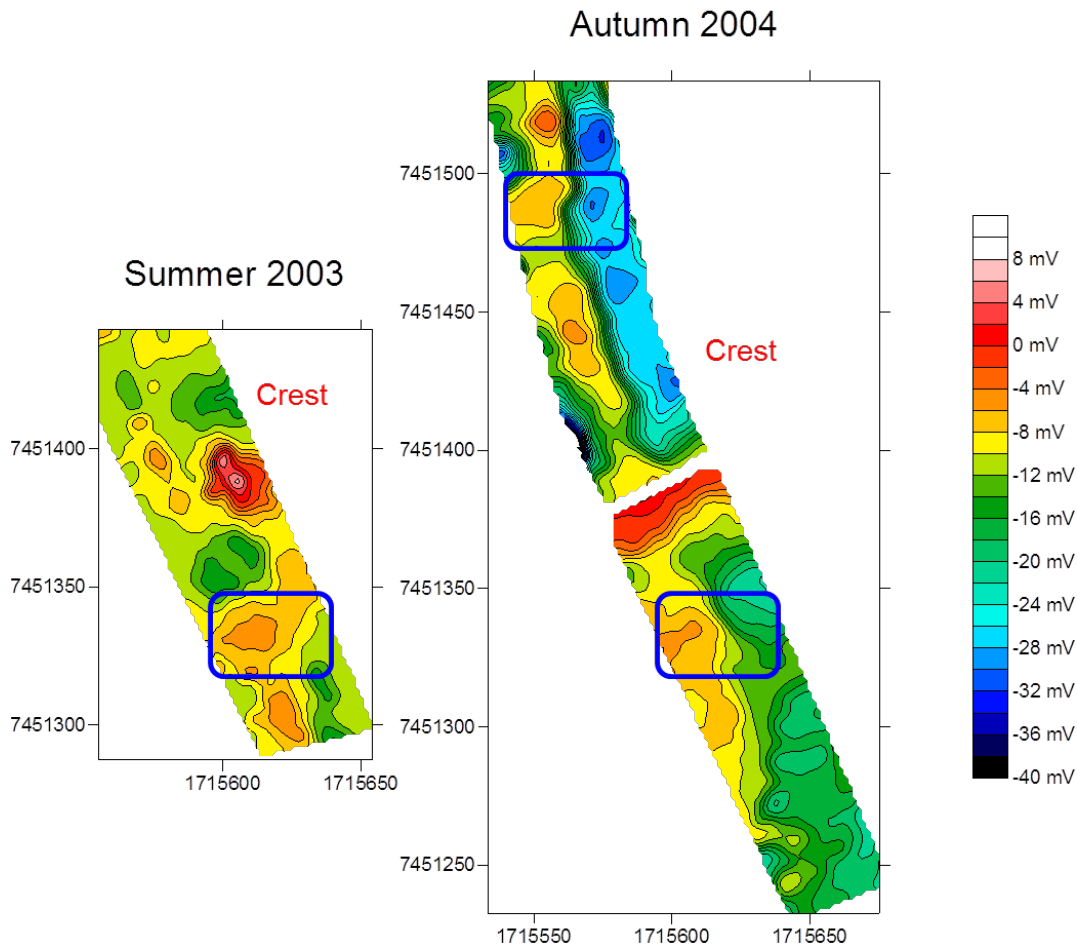 Autumn 2004
Summer 2003
Crest
7451400
7451350
7451300
1715600
1715650
7451500
7451450
7451400
7451350
7451300
7451250
Crest
1715550
1715600
1715650
8 mV
4 mV
0 mV
-4 mV
-8 mV
-12 mV
-16 mV
-20 mV
-24 mV
-28 mV
-32 mV
-36 mV
-40 mV